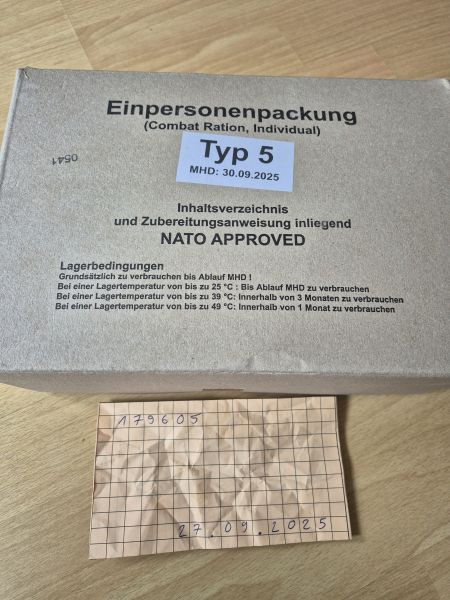 Einpersonenpackung
(Combat Ration, Individual)
Typ 5
MHD: 30.09.2025
0541
Inhaltsverzeichnis
und Zubereitungsanweisung inliegend
NATO APPROVED
Lagerbedingungen
Grundsätzlich zu verbrauchen bis Ablauf MHD !
Bei einer Lagertemperatur von bis zu 25 °C : Bis Ablauf MHD zu verbrauchen
Bei einer Lagertemperatur von bis zu 39 °C: Innerhalb von 3 Monaten zu verbrauchen
Bei einer Lagertemperatur von bis zu 49 °C: Innerhalb von 1 Monat zu verbrauchen
179605
27.09.2025